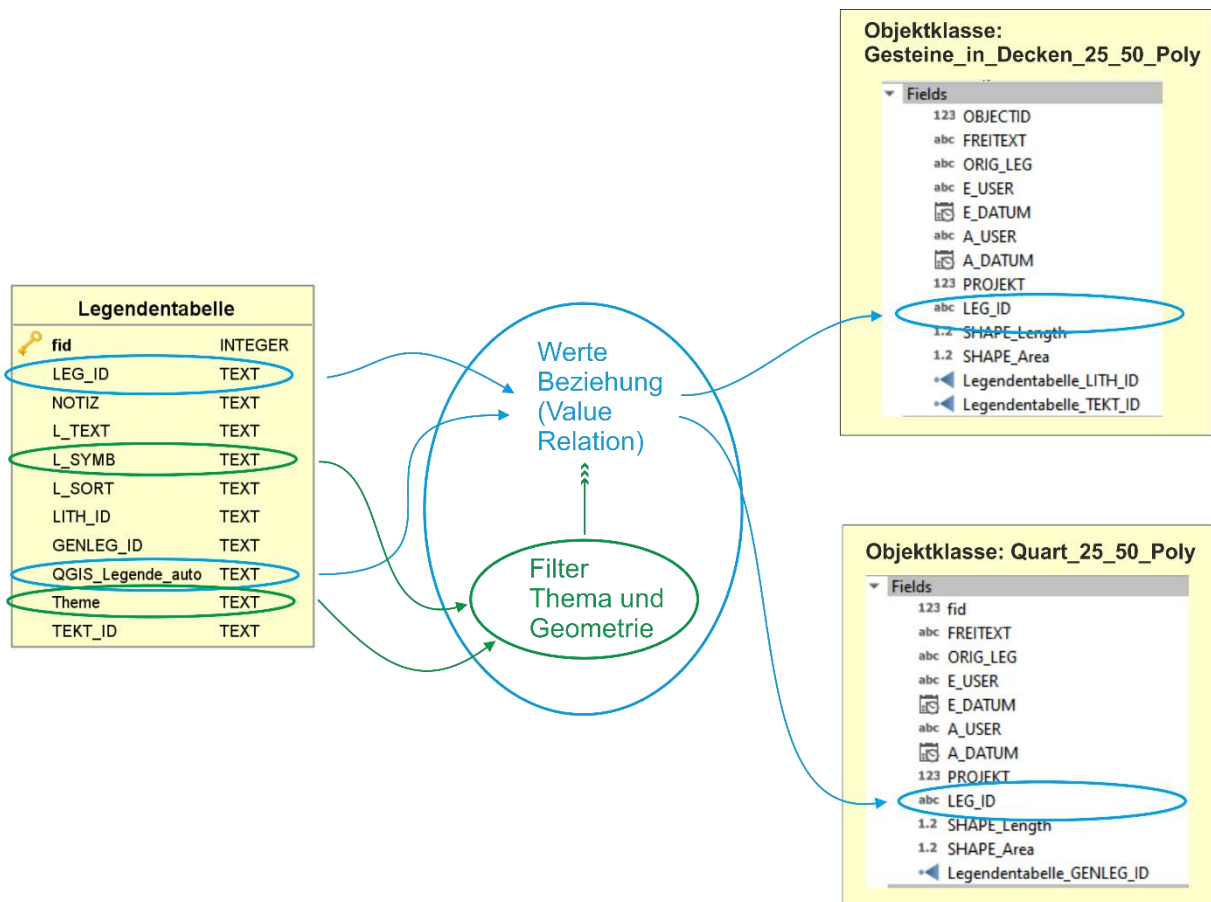 Legendentabelle
fid INTEGER
LEG_ID TEXT
NOTIZ TEXT
L_TEXT TEXT
L_SYMB TEXT
L_SORT TEXT
LITH_ID TEXT
GENLEG_ID TEXT
QGIS_Legende_auto TEXT
Theme TEXT
TEKT_ID TEXT
Werte
Beziehung
(Value
Relation)
Filter
Thema und
Geometrie
Objektklasse:
Gesteine_in_Decken_25_50_Poly
Fields
123 OBJECTID
abc FREITEXT
abc ORIG_LEG
abc E_USER
E_DATUM
abc A_USER
A_DATUM
123 PROJEKT
abc LEG_ID
1.2 SHAPE_Length
1.2 SHAPE_Area
Legendentabelle_LITH_ID
Legendentabelle_TEKT_ID
Objektklasse: Quart_25_50_Poly
Fields
123 fid
abc FREITEXT
abc ORIG_LEG
abc E_USER
E_DATUM
abc A_USER
A_DATUM
123 PROJEKT
abc LEG_ID
1.2 SHAPE_Length
1.2 SHAPE_Area
Legendentabelle_GENLEG_ID